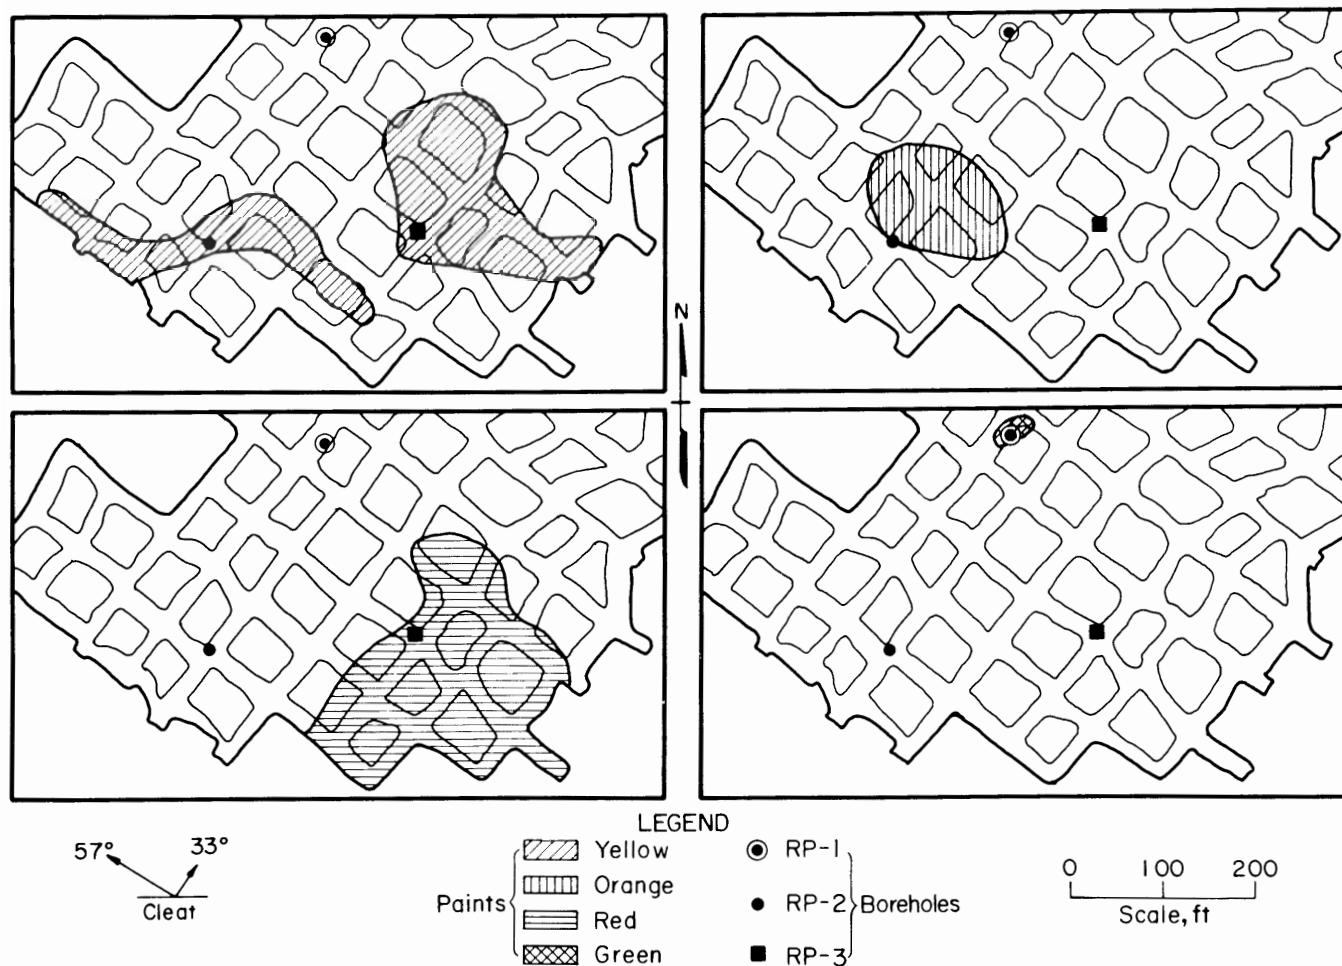 N
LEGEND
57°
33°
Cleat
Paints
Yellow
Orange
Red
Green
RP-1
RP-2
RP-3
Boreholes
0 100 200
Scale, ft